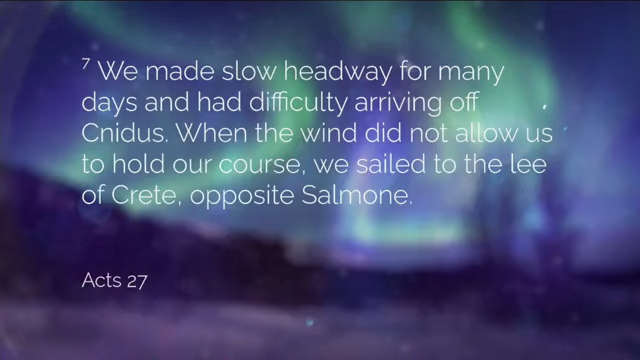 7 We made slow headway for many
days and had difficulty arriving off
Cnidus. When the wind did not allow us
to hold our course, we sailed to the lee
of Crete, opposite Salmone.
Acts 27